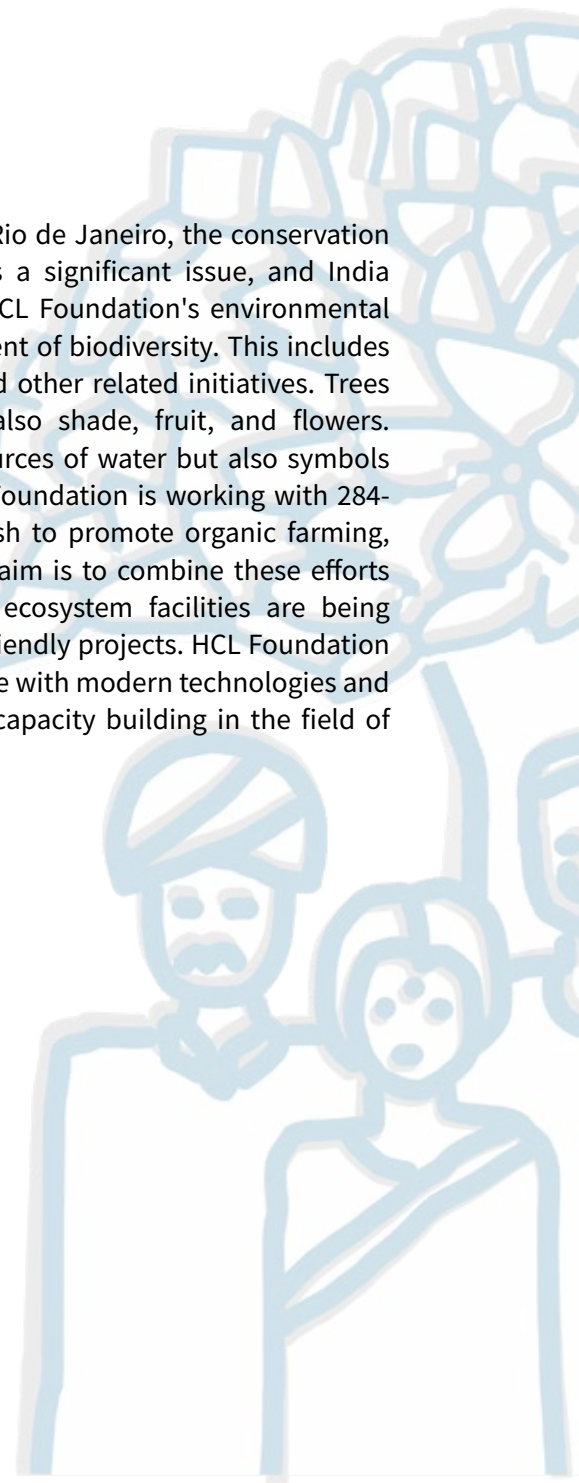 Rio de Janeiro, the conservation
a significant issue, and India
CL Foundation's environmental
ent of biodiversity. This includes
other related initiatives. Trees
also shade, fruit, and flowers.
urces of water but also symbols
Foundation is working with 284-
sh to promote organic farming,
aim is to combine these efforts
ecosystem facilities are being
iendly projects. HCL Foundation
e with modern technologies and
capacity building in the field of